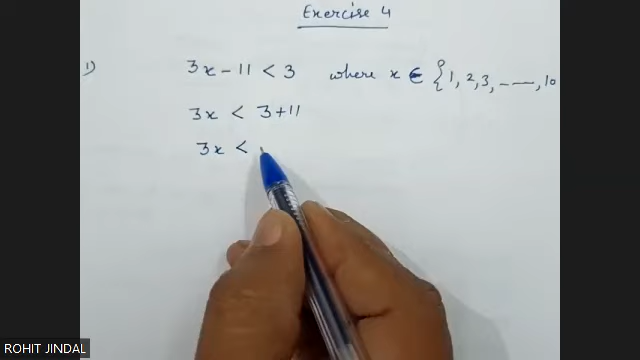 Exercise 4
1) 3x - 11 < 3 where x ∈ {1, 2, 3, -----, 10
3x < 3+11
3x <
ROHIT JINDAL